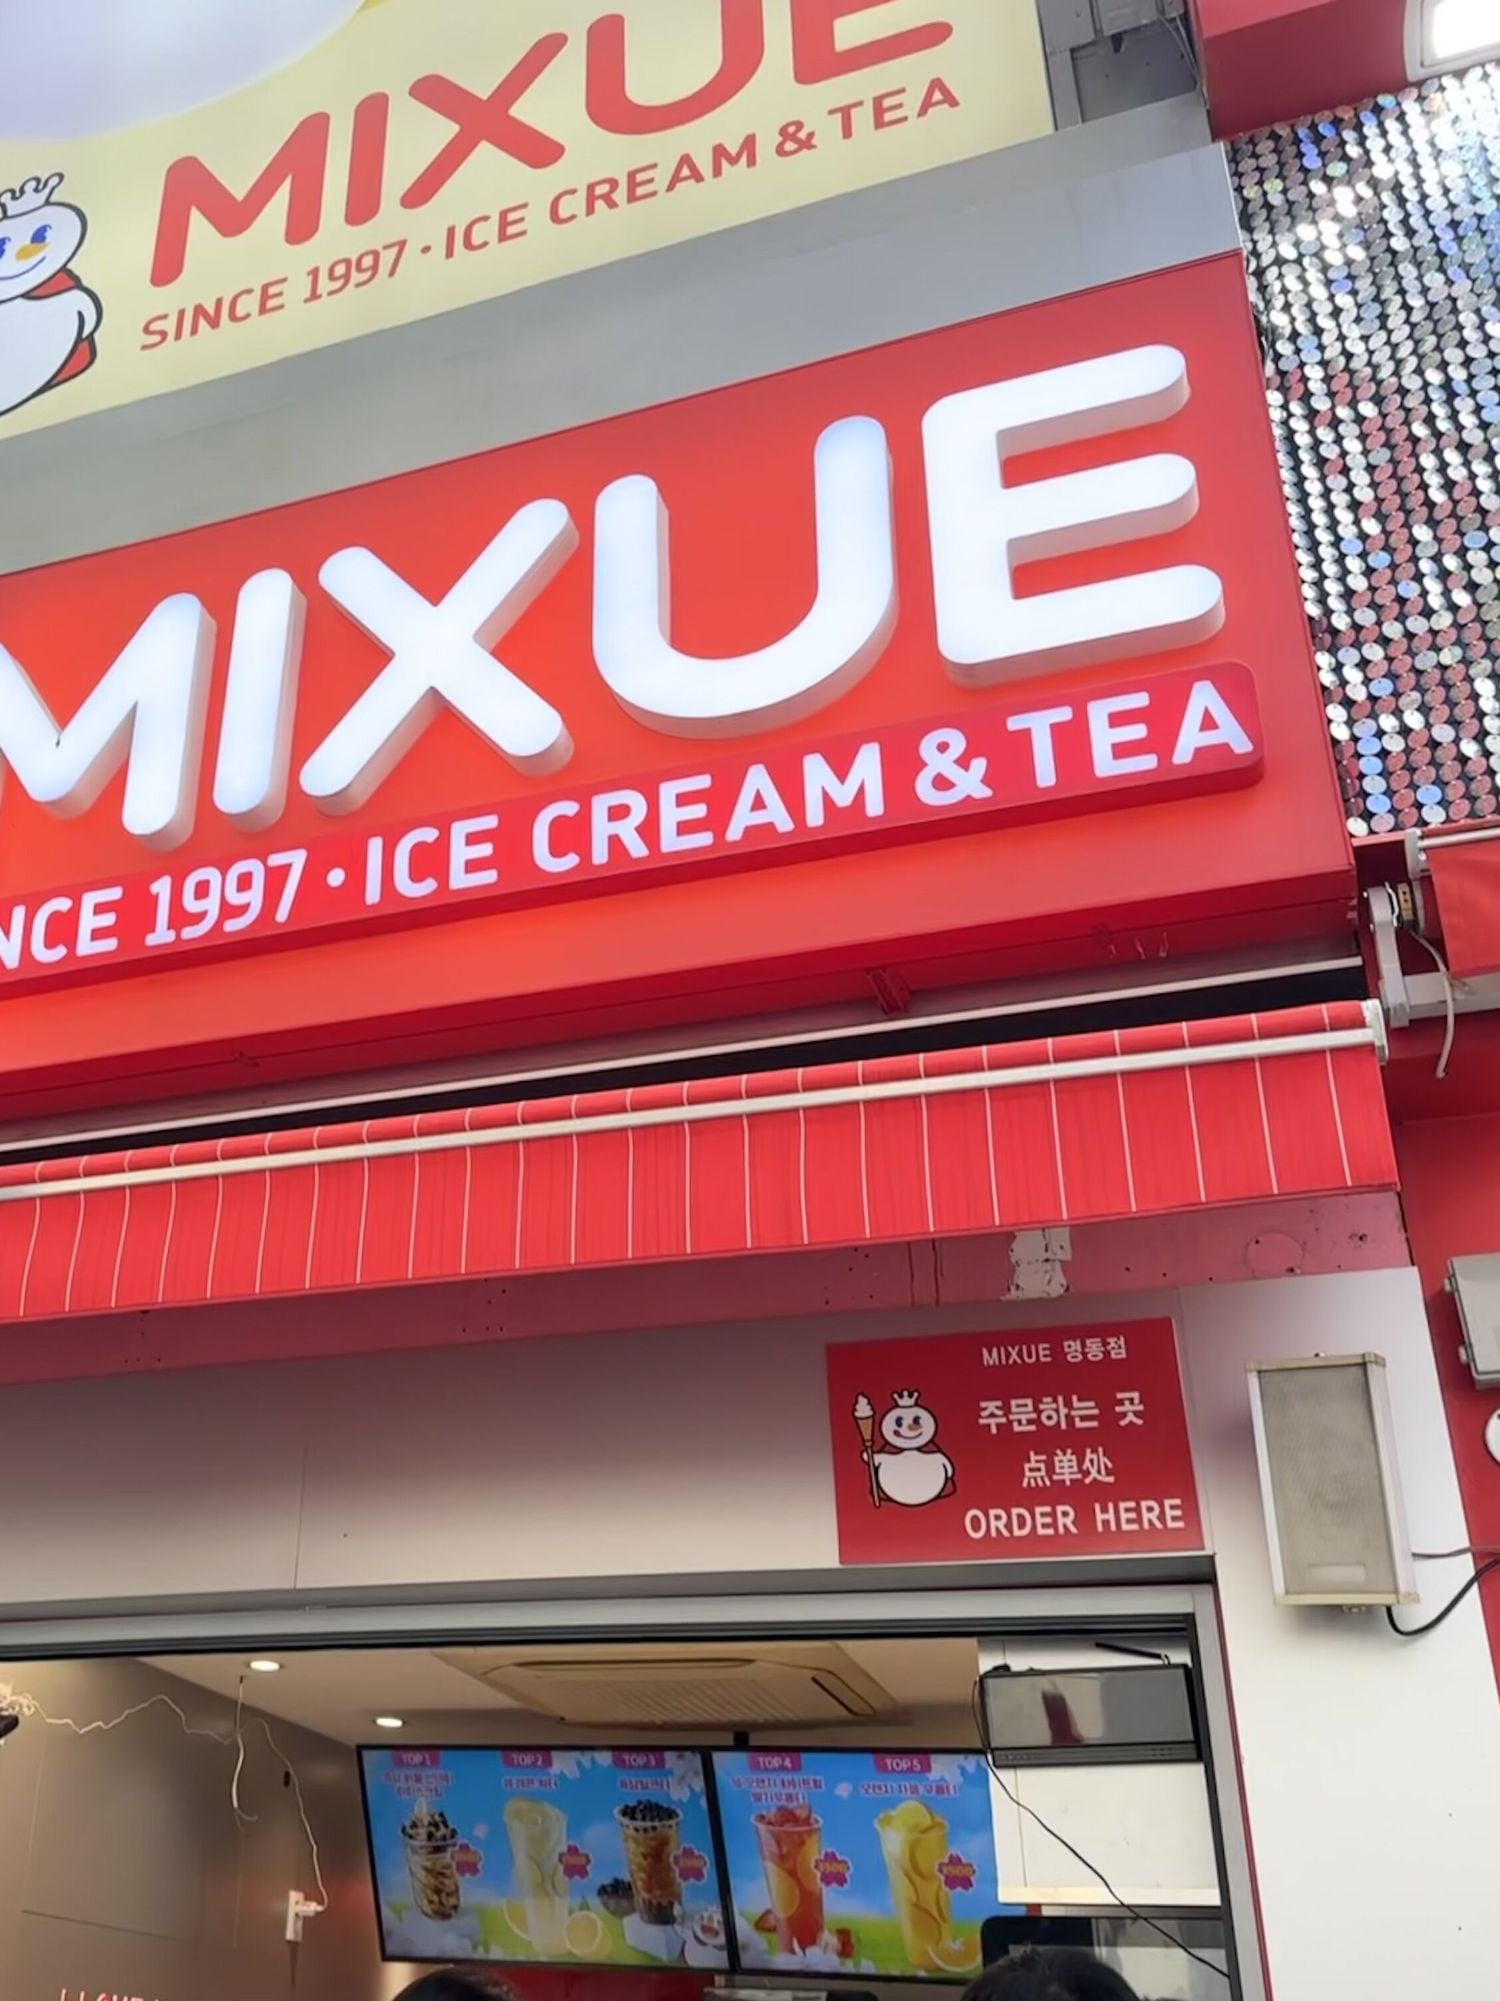 MIXUE
SINCE 1997·ICE CREAM & TEA
MIXUE
NCE 1997·ICE CREAM & TEA
MIXUE 명동점
주문하는 곳
点单处
ORDER HERE
TOP 1
TOP 2
TOP 3
TOP 4
TOP 5